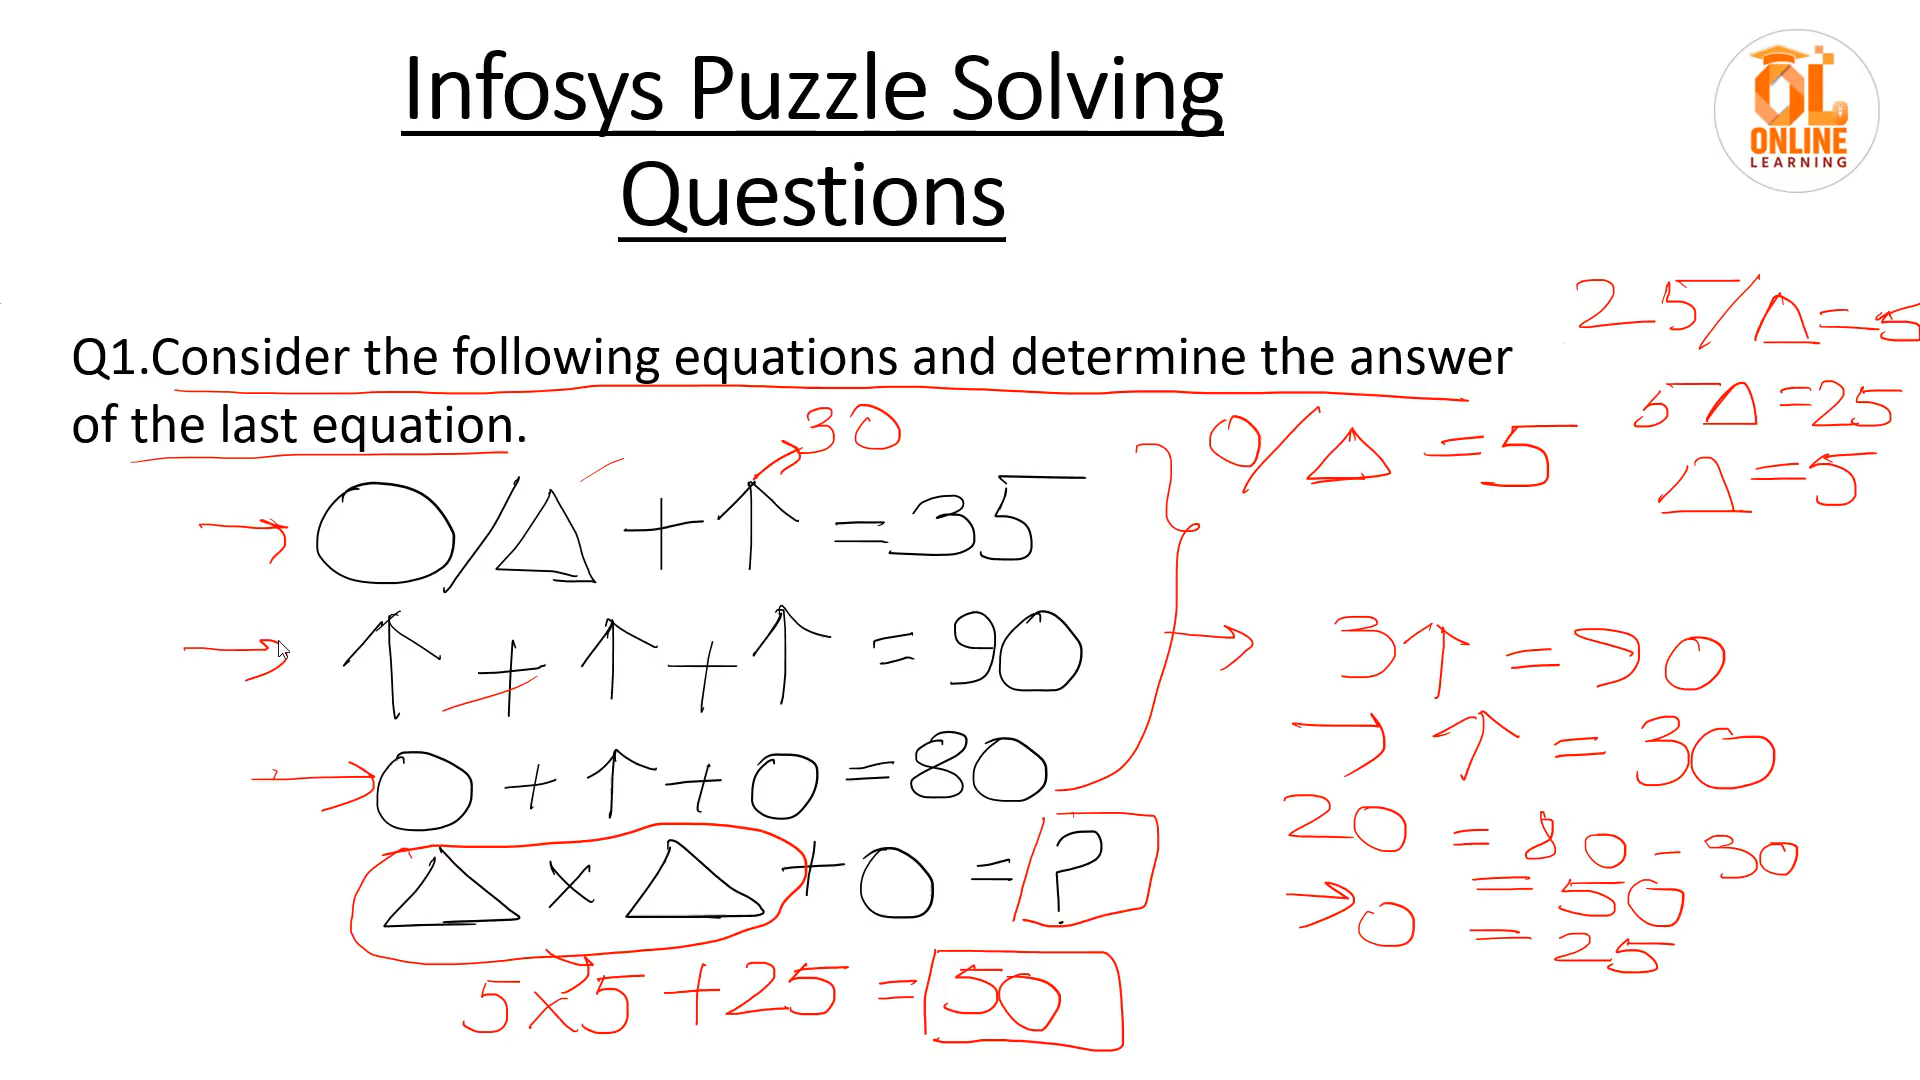 Infosys Puzzle Solving
Questions
OL
ONLINE
LEARNING
Q1.Consider the following equations and determine the answer
of the last equation.
25/△=5
5△=25
△=5
30
○/△=5
○/△+↑=35
↑+↑+↑=90
○+↑+○=80
△×△+○=?
5×5+25=50
3↑=90
→↑=30
2○=80-30
=50
→○=25